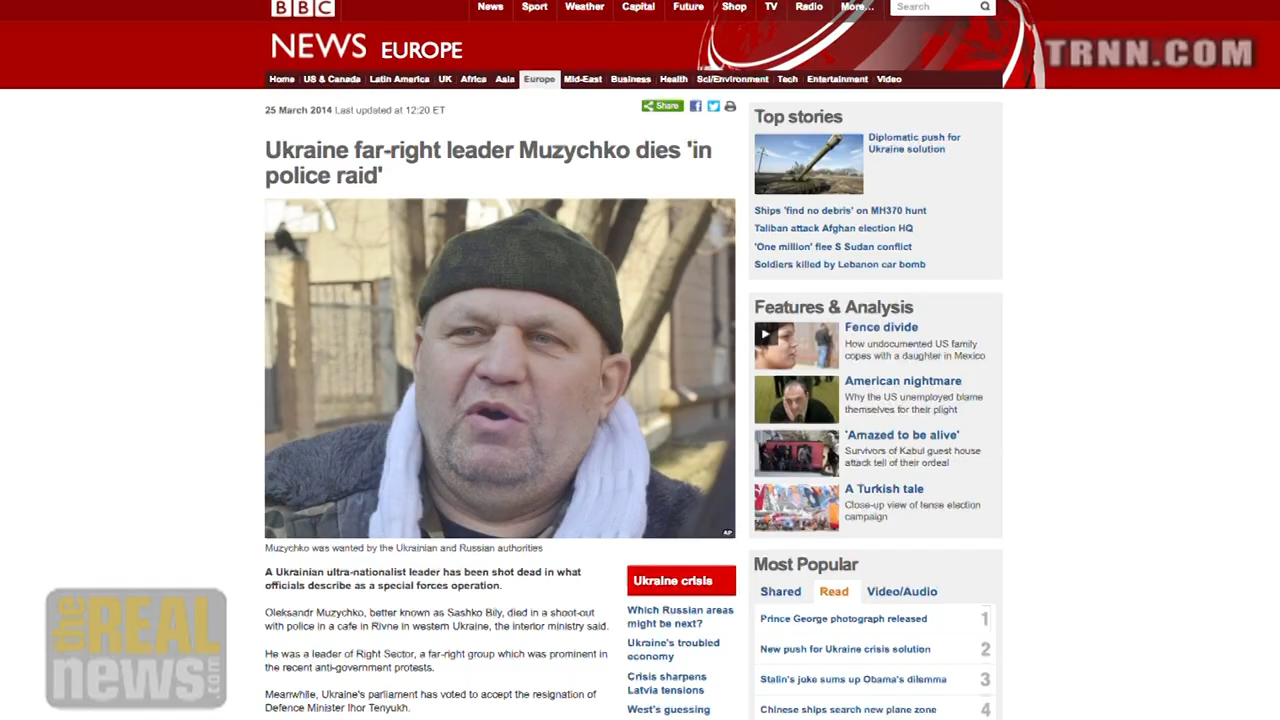 BBC
News Sport Weather Capital Future Shop TV Radio More... Search
NEWS EUROPE
TRNN.COM
Home US & Canada Latin America UK Africa Asia Europe Mid-East Business Health Sci/Environment Tech Entertainment Video
25 March 2014 Last updated at 12:20 ET
Share
Ukraine far-right leader Muzychko dies 'in
police raid'
AP
Muzychko was wanted by the Ukrainian and Russian authorities
A Ukrainian ultra-nationalist leader has been shot dead in what
officials describe as a special forces operation.
Oleksandr Muzychko, better known as Sashko Bily, died in a shoot-out
with police in a cafe in Rivne in western Ukraine, the interior ministry said.
He was a leader of Right Sector, a far-right group which was prominent in
the recent anti-government protests.
Meanwhile, Ukraine's parliament has voted to accept the resignation of
Defence Minister Ihor Tenyukh.
Ukraine crisis
Which Russian areas
might be next?
Ukraine's troubled
economy
Crisis sharpens
Latvia tensions
West's guessing
Top stories
Diplomatic push for
Ukraine solution
Ships 'find no debris' on MH370 hunt
Taliban attack Afghan election HQ
'One million' flee S Sudan conflict
Soldiers killed by Lebanon car bomb
Features & Analysis
Fence divide
How undocumented US family
copes with a daughter in Mexico
American nightmare
Why the US unemployed blame
themselves for their plight
'Amazed to be alive'
Survivors of Kabul guest house
attack tell of their ordeal
A Turkish tale
Close-up view of tense election
campaign
Most Popular
Shared Read Video/Audio
Prince George photograph released 1
New push for Ukraine crisis solution 2
Stalin's joke sums up Obama's dilemma 3
Chinese ships search new plane zone 4
the
REAL
news.com